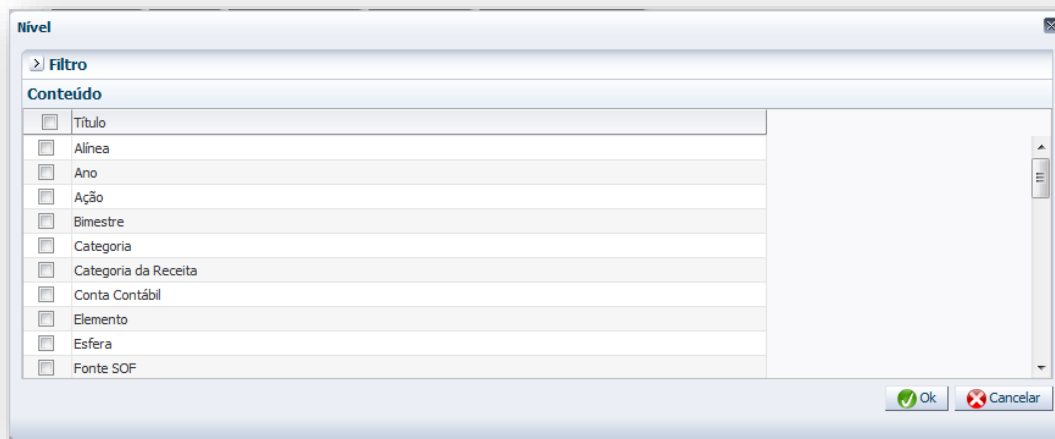 Nível
Filtro
Conteúdo
Título
Alínea
Ano
Ação
Bimestre
Categoria
Categoria da Receita
Conta Contábil
Elemento
Esfera
Fonte SOF
Ok Cancelar